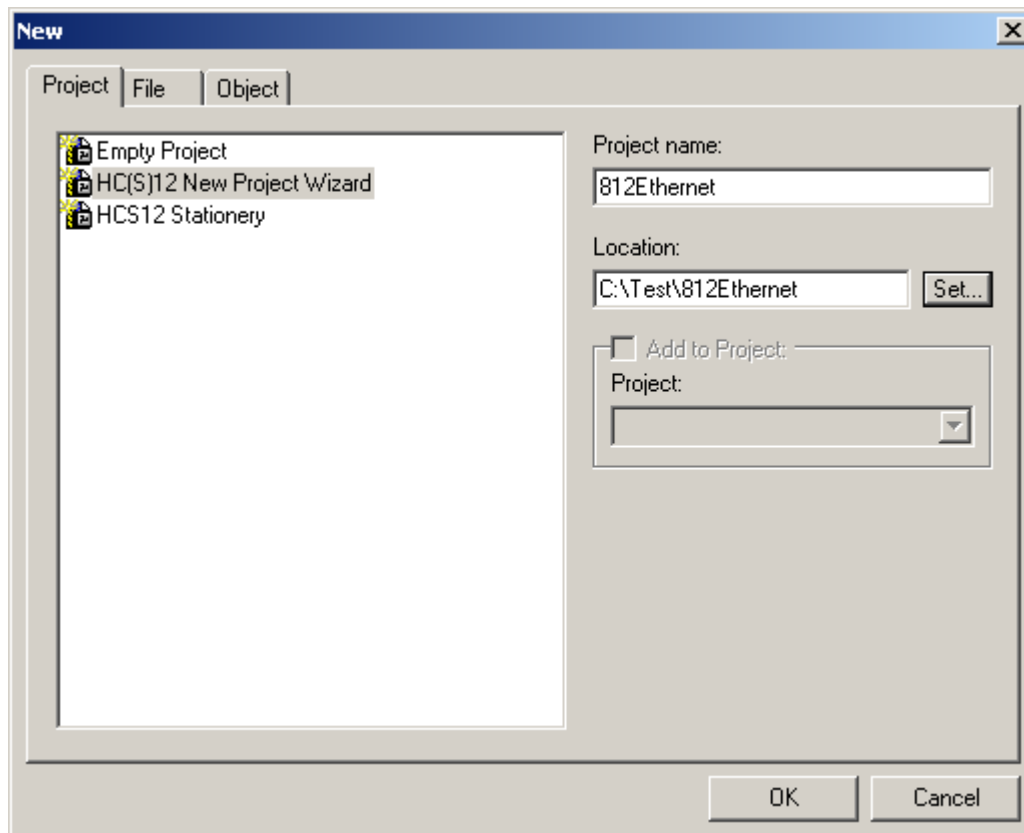 New
Project File Object
Empty Project
HC(S)12 New Project Wizard
HCS12 Stationery
Project name:
812Ethernet
Location:
C:\Test\812Ethernet Set...
Add to Project:
Project:
OK Cancel